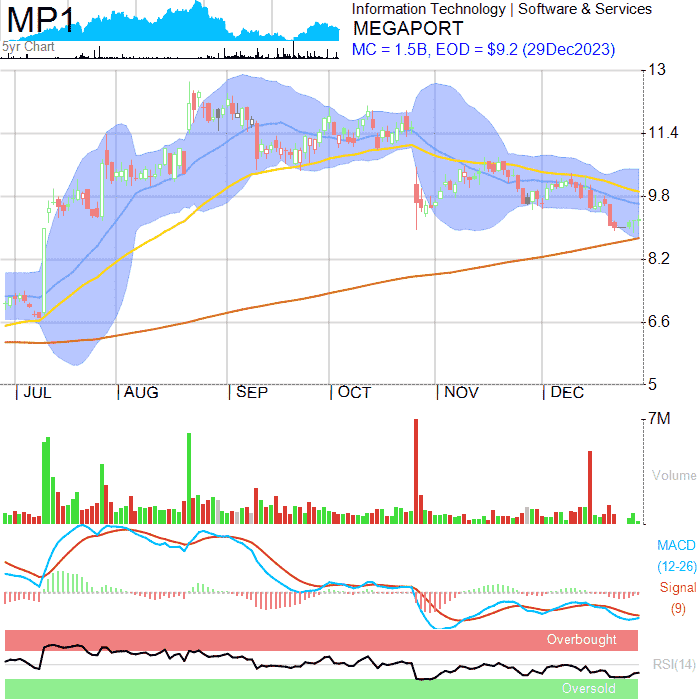 MP1
5yr Chart
Information Technology | Software & Services
MEGAPORT
MC = 1.5B, EOD = $9.2 (29Dec2023)
13
11.4
9.8
8.2
6.6
5
JUL
AUG
SEP
OCT
NOV
DEC
7M
Volume
MACD
(12-26)
Signal
(9)
Overbought
RSI(14)
Oversold